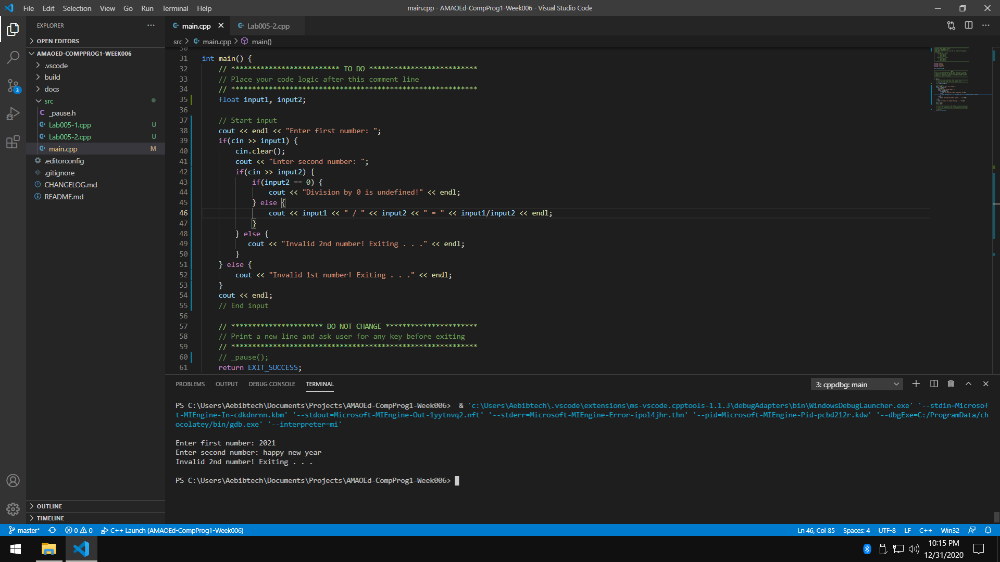 File Edit Selection View Go Run Terminal Help
main.cpp - AMAOEd-CompProg1-Week006 - Visual Studio Code
EXPLORER
OPEN EDITORS
AMAOED-COMPPROG1-WEEK006
.vscode
build
docs
src
_pause.h
Lab005-1.cpp U
Lab005-2.cpp U
main.cpp M
.editorconfig
.gitignore
CHANGELOG.md
README.md
OUTLINE
TIMELINE
3
main.cpp Lab005-2.cpp
src > main.cpp > main()
30
31 int main() {
32 // ************************** TO DO **************************
33 // Place your code logic after this comment line
34 // ***********************************************************
35 float input1, input2;
36
37 // Start input
38 cout << endl << "Enter first number: ";
39 if(cin >> input1) {
40 cin.clear();
41 cout << "Enter second number: ";
42 if(cin >> input2) {
43 if(input2 == 0) {
44 cout << "Division by 0 is undefined!" << endl;
45 } else {
46 cout << input1 << " / " << input2 << " = " << input1/input2 << endl;
47 }
48 } else {
49 cout << "Invalid 2nd number! Exiting . . ." << endl;
50 }
51 } else {
52 cout << "Invalid 1st number! Exiting . . ." << endl;
53 }
54 cout << endl;
55 // End input
56
57 // ********************** DO NOT CHANGE **********************
58 // Print a new line and ask user for any key before exiting
59 // ***********************************************************
60 // _pause();
61 return EXIT_SUCCESS;
PROBLEMS OUTPUT DEBUG CONSOLE TERMINAL
3: cppdbg: main
PS C:\Users\Aebibtech\Documents\Projects\AMAOEd-CompProg1-Week006> & 'c:\Users\Aebibtech\.vscode\extensions\ms-vscode.cpptools-1.1.3\debugAdapters\bin\WindowsDebugLauncher.exe' '--stdin=Microsof
t-MIEngine-In-cdkdnrnn.kbm' '--stdout=Microsoft-MIEngine-Out-1yytnvq2.nft' '--stderr=Microsoft-MIEngine-Error-ipol4jhr.thn' '--pid=Microsoft-MIEngine-Pid-pcbd212r.kdw' '--dbgExe=C:/ProgramData/ch
ocolatey/bin/gdb.exe' '--interpreter=mi'
Enter first number: 2021
Enter second number: happy new year
Invalid 2nd number! Exiting . . .
PS C:\Users\Aebibtech\Documents\Projects\AMAOEd-CompProg1-Week006>
master* 0 0 C++ Launch (AMAOEd-CompProg1-Week006)
Ln 46, Col 85 Spaces: 4 UTF-8 LF C++ Win32
10:15 PM
12/31/2020